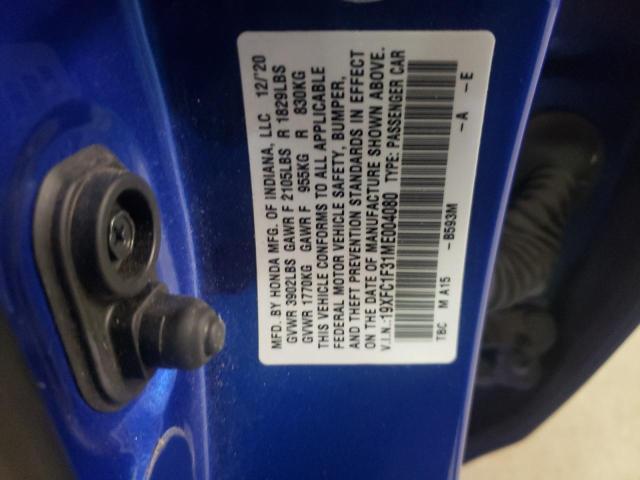 MFD. BY HONDA MFG. OF INDIANA, LLC 12/'20
GVWR 3902LBS GAWR F 2105LBS R 1829LBS
GVWR 1770KG GAWR F 955KG R 830KG
THIS VEHICLE CONFORMS TO ALL APPLICABLE
FEDERAL MOTOR VEHICLE SAFETY, BUMPER,
AND THEFT PREVENTION STANDARDS IN EFFECT
ON THE DATE OF MANUFACTURE SHOWN ABOVE.
V.I.N.:19XFC1F31ME004080 TYPE: PASSENGER CAR
TBC M A15 -B593M -A -E